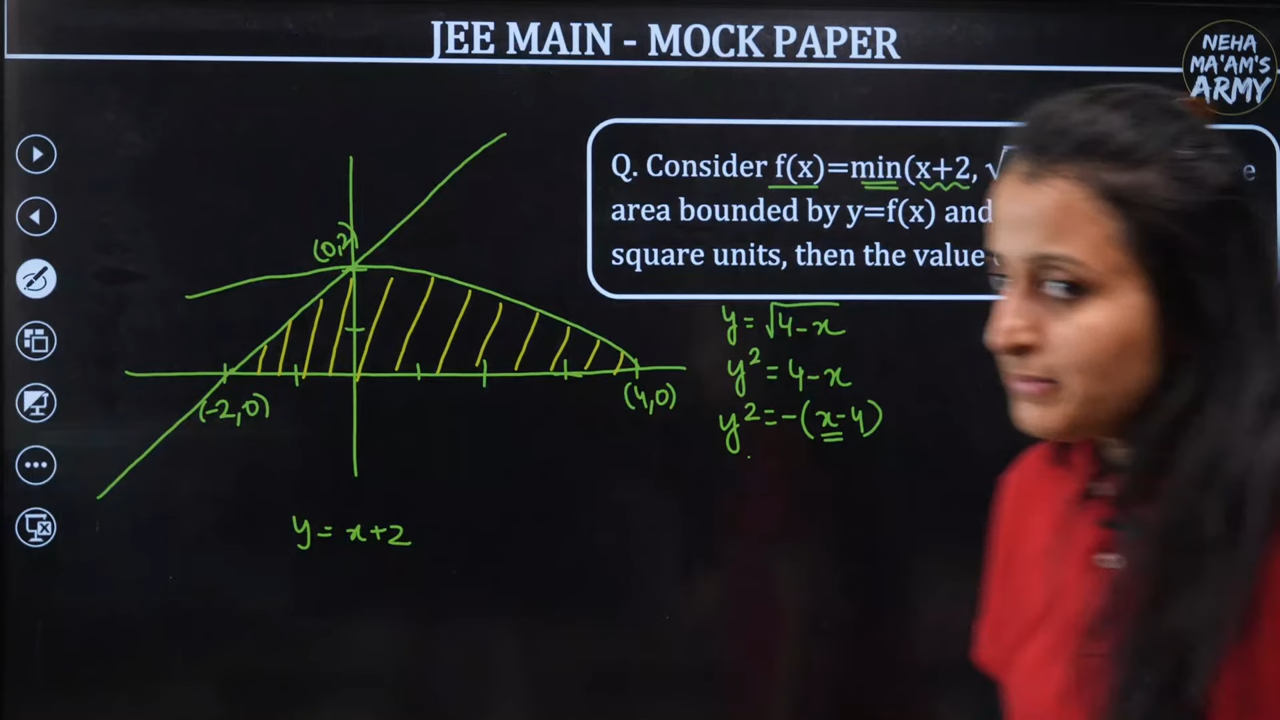 JEE MAIN - MOCK PAPER
NEHA
MA'AM'S
ARMY
Q. Consider f(x)=min(x+2, √
e
area bounded by y=f(x) and
square units, then the value
(0,2)
(-2,0)
(4,0)
y = √4-x
y² = 4-x
y² = -(x-4)
y = x+2